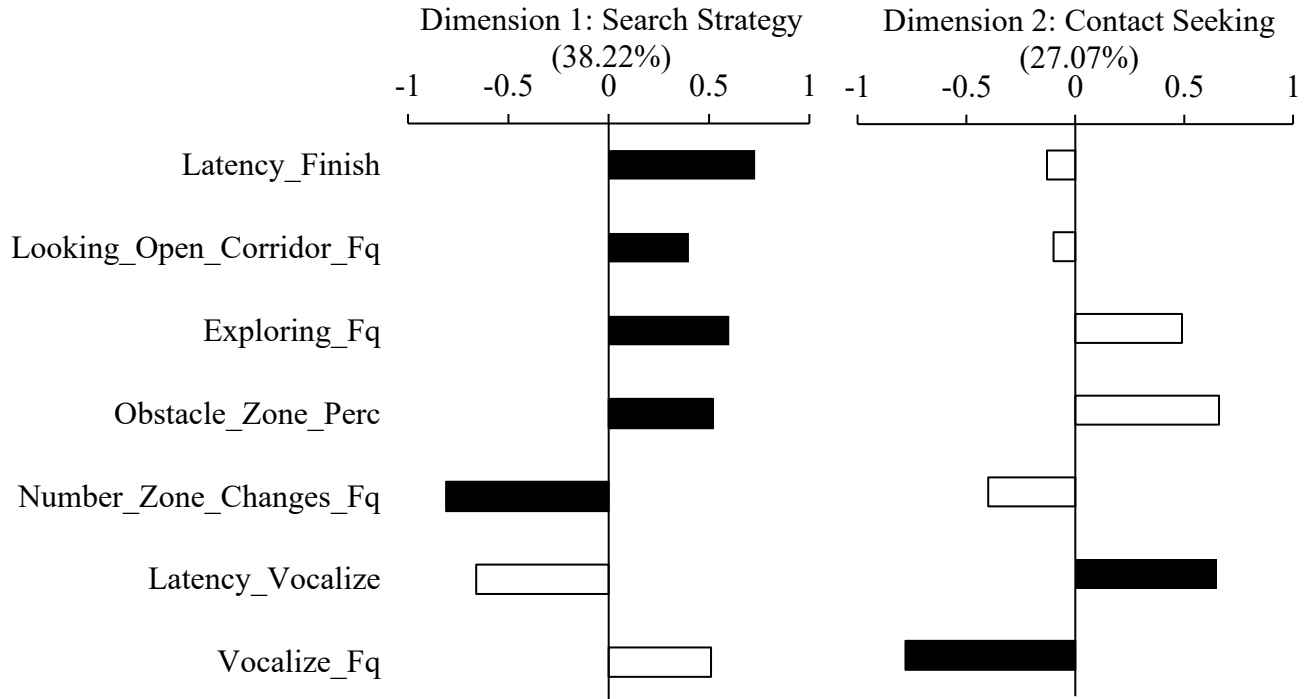 Dimension 1: Search Strategy
(38.22%)
-1 -0.5 0 0.5 1
Dimension 2: Contact Seeking
(27.07%)
-1 -0.5 0 0.5 1
Latency_Finish
Looking_Open_Corridor_Fq
Exploring_Fq
Obstacle_Zone_Perc
Number_Zone_Changes_Fq
Latency_Vocalize
Vocalize_Fq